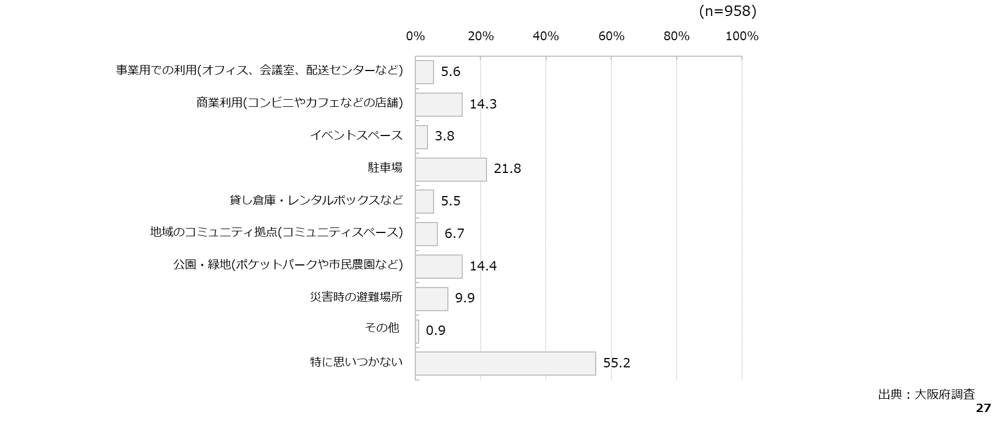 (n=958)
0% 20% 40% 60% 80% 100%
事業用での利用(オフィス、会議室、配送センターなど) 5.6
商業利用(コンビニやカフェなどの店舗) 14.3
イベントスペース 3.8
駐車場 21.8
貸し倉庫・レンタルボックスなど 5.5
地域のコミュニティ拠点(コミュニティスペース) 6.7
公園・緑地(ポケットパークや市民農園など) 14.4
災害時の避難場所 9.9
その他 0.9
特に思いつかない 55.2
出典：大阪府調査
27